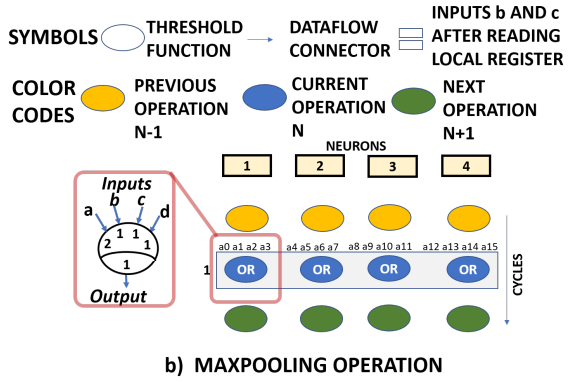 SYMBOLS
THRESHOLD
FUNCTION
DATAFLOW
CONNECTOR
INPUTS b AND c
AFTER READING
LOCAL REGISTER
COLOR
CODES
PREVIOUS
OPERATION
N-1
CURRENT
OPERATION
N
NEXT
OPERATION
N+1
NEURONS
1 2 3 4
Inputs
a b c d
2 1 1 1
1
Output
a0 a1 a2 a3 a4 a5 a6 a7 a8 a9 a10 a11 a12 a13 a14 a15
1 OR OR OR OR
CYCLES
b) MAXPOOLING OPERATION